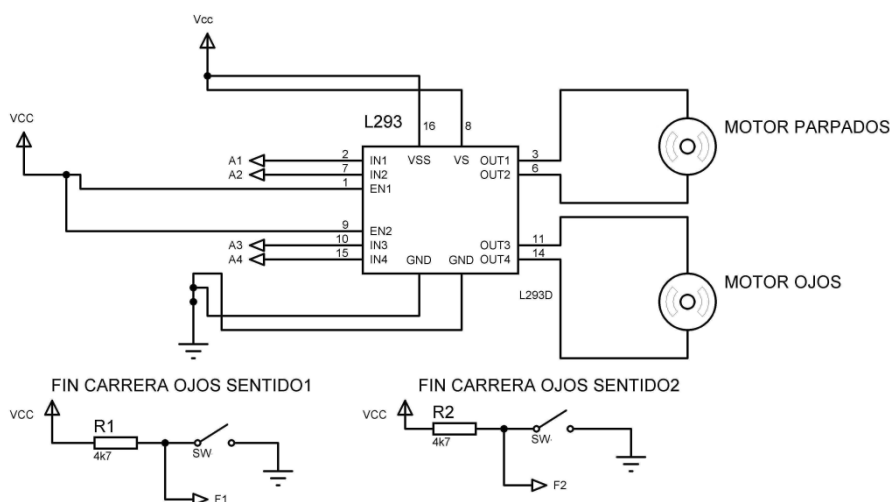 Vcc
VCC
L293
16
8
VSS
VS
A1
2
IN1
A2
7
IN2
1
EN1
9
EN2
A3
10
IN3
A4
15
IN4
GND
GND
OUT1
3
OUT2
6
OUT3
11
OUT4
14
L293D
MOTOR PARPADOS
MOTOR OJOS
FIN CARRERA OJOS SENTIDO1
VCC
R1
4k7
SW
F1
FIN CARRERA OJOS SENTIDO2
VCC
R2
4k7
SW
F2